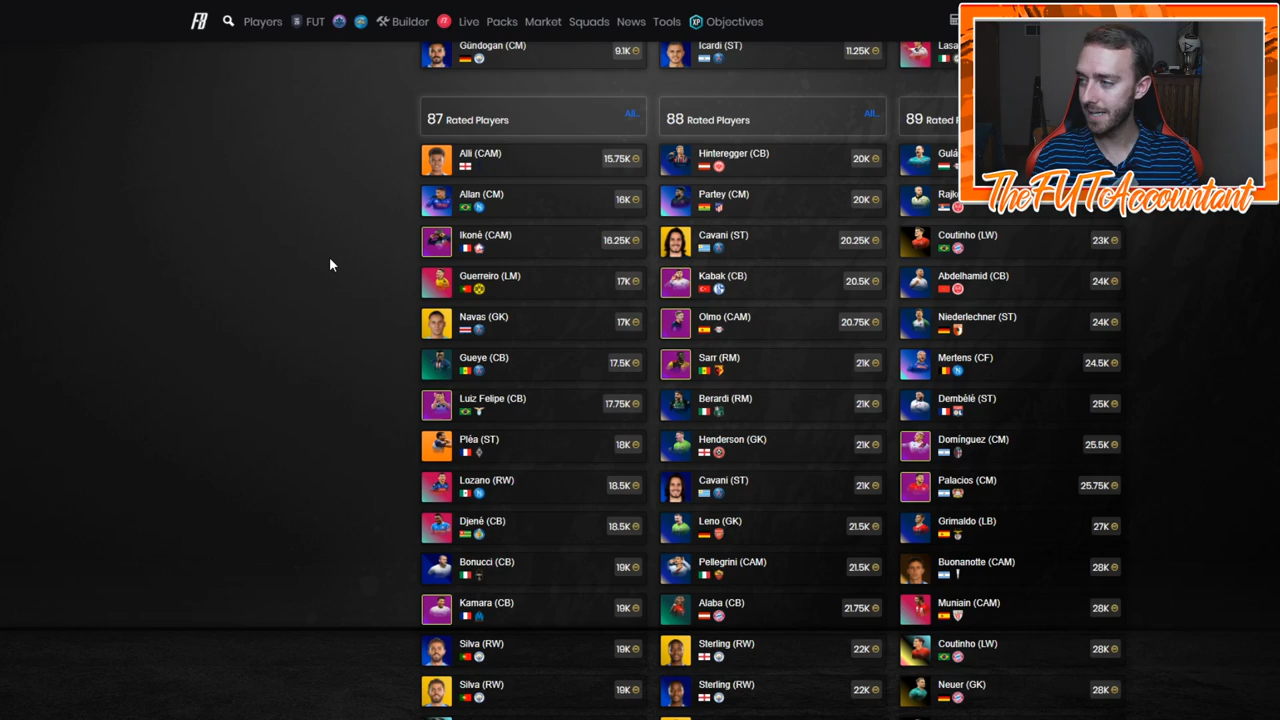 FB Players FUT Builder Live Packs Market Squads News Tools XP Objectives
Gündogan (CM) 9.1K
Icardi (ST) 11.25K
87 Rated Players All..
Alli (CAM) 15.75K
Allan (CM) 16K
Ikoné (CAM) 16.25K
Guerreiro (LM) 17K
Navas (GK) 17K
Gueye (CB) 17.5K
Luiz Felipe (CB) 17.75K
Pléa (ST) 18K
Lozano (RW) 18.5K
Djené (CB) 18.5K
Bonucci (CB) 19K
Kamara (CB) 19K
Silva (RW) 19K
Silva (RW) 19K
88 Rated Players All..
Hinteregger (CB) 20K
Partey (CM) 20K
Cavani (ST) 20.25K
Kabak (CB) 20.5K
Olmo (CAM) 20.75K
Sarr (RM) 21K
Berardi (RM) 21K
Henderson (GK) 21K
Cavani (ST) 21K
Leno (GK) 21.5K
Pellegrini (CAM) 21.5K
Alaba (CB) 21.75K
Sterling (RW) 22K
Sterling (RW) 22K
89 Rated
Coutinho (LW) 23K
Abdelhamid (CB) 24K
Niederlechner (ST) 24K
Mertens (CF) 24.5K
Dembélé (ST) 25K
Domínguez (CM) 25.5K
Palacios (CM) 25.75K
Grimaldo (LB) 27K
Buonanotte (CAM) 28K
Muniain (CAM) 28K
Coutinho (LW) 28K
Neuer (GK) 28K
TheFUTAccountant